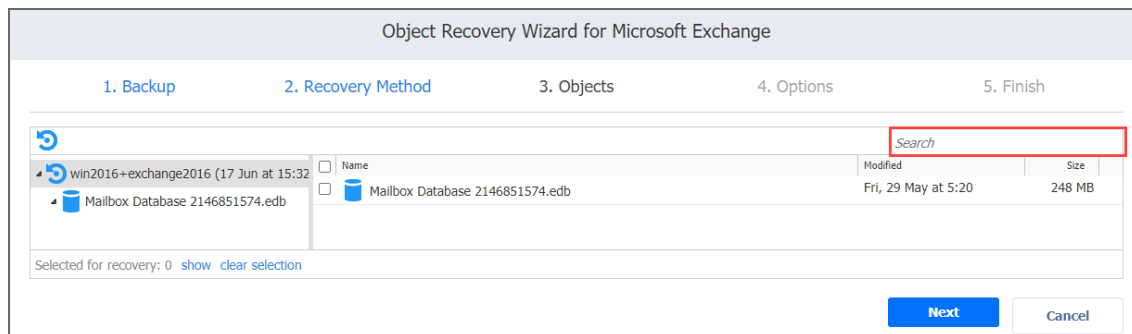 Object Recovery Wizard for Microsoft Exchange
1. Backup 2. Recovery Method 3. Objects 4. Options 5. Finish
Search
win2016+exchange2016 (17 Jun at 15:32
Name Modified Size
Mailbox Database 2146851574.edb Fri, 29 May at 5:20 248 MB
Mailbox Database 2146851574.edb
Selected for recovery: 0 show clear selection
Next Cancel